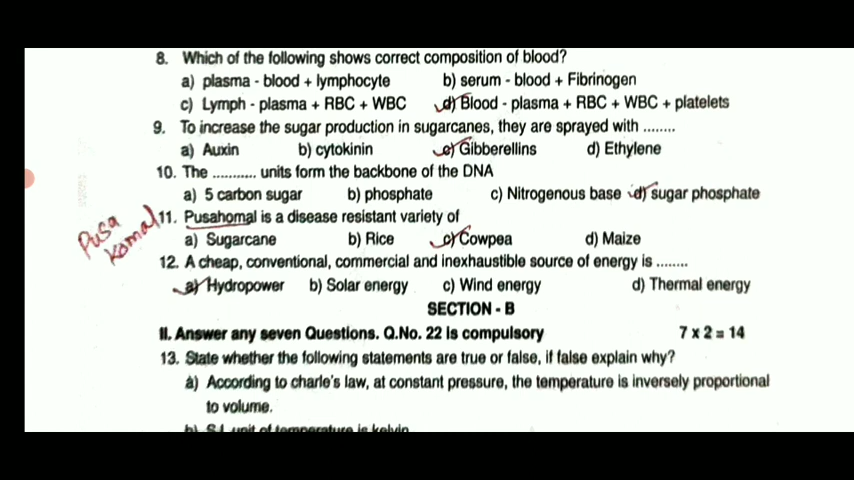 8. Which of the following shows correct composition of blood?
a) plasma - blood + lymphocyte b) serum - blood + Fibrinogen
c) Lymph - plasma + RBC + WBC d) Blood - plasma + RBC + WBC + platelets
9. To increase the sugar production in sugarcanes, they are sprayed with ........
a) Auxin b) cytokinin c) Gibberellins d) Ethylene
10. The ........... units form the backbone of the DNA
a) 5 carbon sugar b) phosphate c) Nitrogenous base d) sugar phosphate
Pusa
Komal
11. Pusahomal is a disease resistant variety of
a) Sugarcane b) Rice c) Cowpea d) Maize
12. A cheap, conventional, commercial and inexhaustible source of energy is ........
a) Hydropower b) Solar energy c) Wind energy d) Thermal energy
SECTION - B
II. Answer any seven Questions. Q.No. 22 is compulsory 7 x 2 = 14
13. State whether the following statements are true or false, if false explain why?
a) According to charle's law, at constant pressure, the temperature is inversely proportional
to volume.
b) S.I. unit of temperature is kelvin